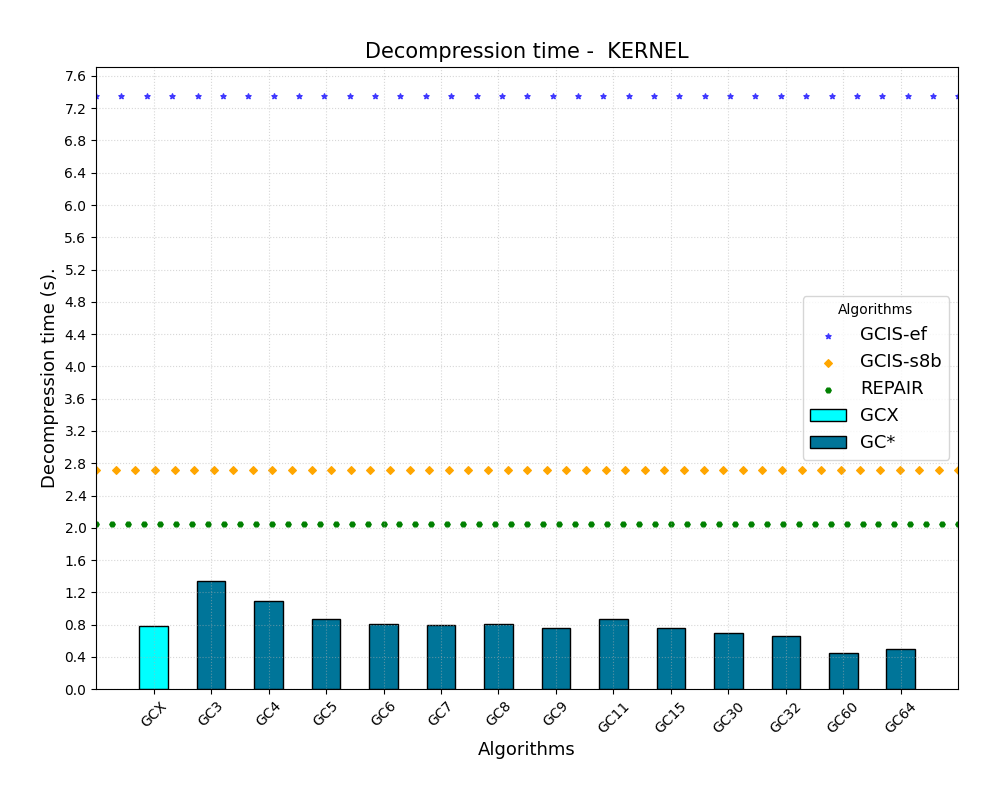 Decompression time -  KERNEL
Decompression time (s).
7.6
7.2
6.8
6.4
6.0
5.6
5.2
4.8
4.4
4.0
3.6
3.2
2.8
2.4
2.0
1.6
1.2
0.8
0.4
0.0
Algorithms
GCIS-ef
GCIS-s8b
REPAIR
GCX
GC*
GCX
GC3
GC4
GC5
GC6
GC7
GC8
GC9
GC11
GC15
GC30
GC32
GC60
GC64
Algorithms